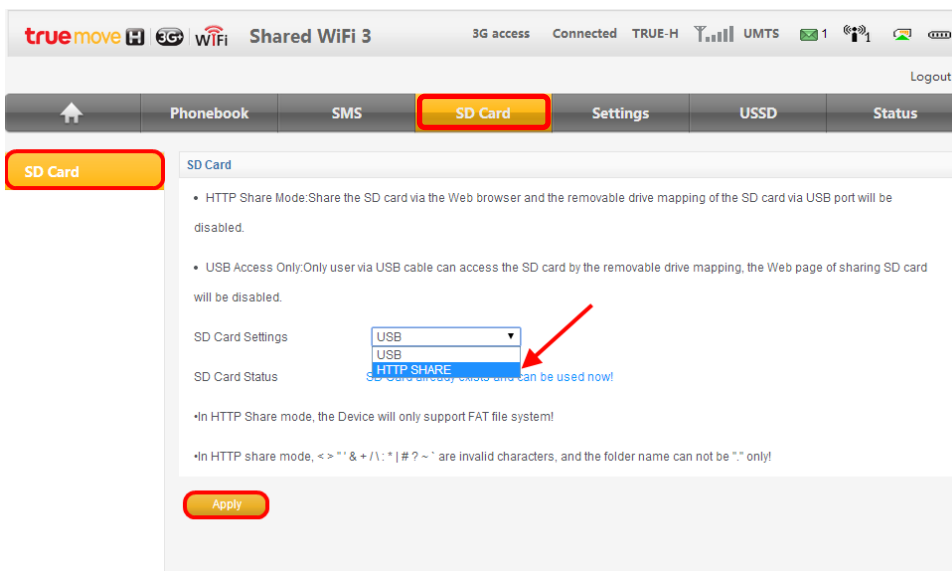 truemove H 3G+ WiFi Shared WiFi 3 3G access Connected TRUE-H UMTS 1 1
Logout
Phonebook SMS SD Card Settings USSD Status
SD Card
SD Card
• HTTP Share Mode:Share the SD card via the Web browser and the removable drive mapping of the SD card via USB port will be
disabled.
• USB Access Only:Only user via USB cable can access the SD card by the removable drive mapping, the Web page of sharing SD card
will be disabled.
SD Card Settings USB
USB
HTTP SHARE
SD Card Status SD Card already exists and can be used now!
•In HTTP Share mode, the Device will only support FAT file system!
•In HTTP share mode, < > " ' & + / \ : * | # ? ~ ` are invalid characters, and the folder name can not be "." only!
Apply